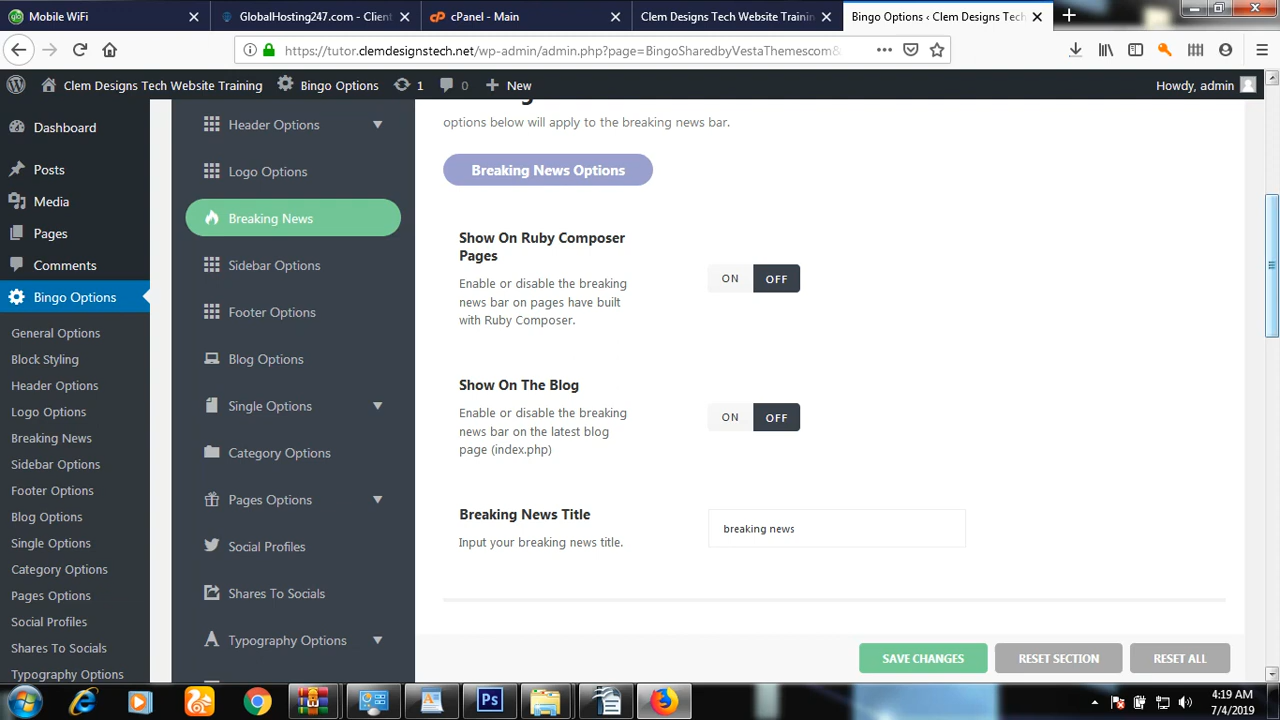 Mobile WiFi
GlobalHosting247.com - Client
cPanel - Main
Clem Designs Tech Website Trainin
Bingo Options ‹ Clem Designs Tech
https://tutor.clemdesignstech.net/wp-admin/admin.php?page=BingoSharedbyVestaThemescom&
Clem Designs Tech Website Training
Bingo Options
1
0
New
Howdy, admin
Dashboard
Posts
Media
Pages
Comments
Bingo Options
General Options
Block Styling
Header Options
Logo Options
Breaking News
Sidebar Options
Footer Options
Blog Options
Single Options
Category Options
Pages Options
Social Profiles
Shares To Socials
Typography Options
Header Options
Logo Options
Breaking News
Sidebar Options
Footer Options
Blog Options
Single Options
Category Options
Pages Options
Social Profiles
Shares To Socials
Typography Options
options below will apply to the breaking news bar.
Breaking News Options
Show On Ruby Composer
Pages
Enable or disable the breaking
news bar on pages have built
with Ruby Composer.
ON OFF
Show On The Blog
Enable or disable the breaking
news bar on the latest blog
page (index.php)
ON OFF
Breaking News Title
Input your breaking news title.
breaking news
SAVE CHANGES
RESET SECTION
RESET ALL
Ps
4:19 AM
7/4/2019